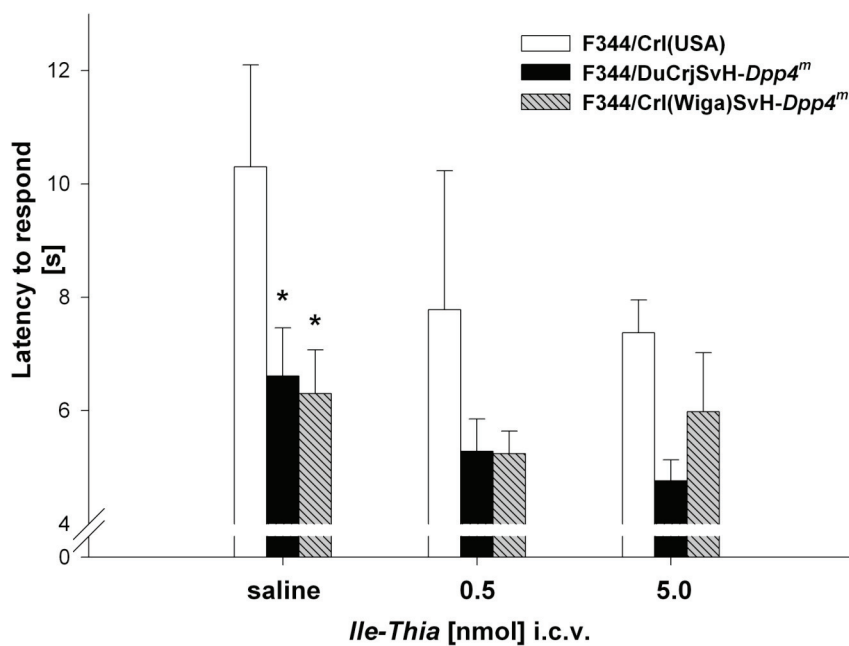 F344/Crl(USA)
F344/DuCrjSvH-Dpp4m
F344/Crl(Wiga)SvH-Dpp4m
Latency to respond
[s]
12
10
8
6
4
0
*
*
saline
0.5
5.0
Ile-Thia [nmol] i.c.v.